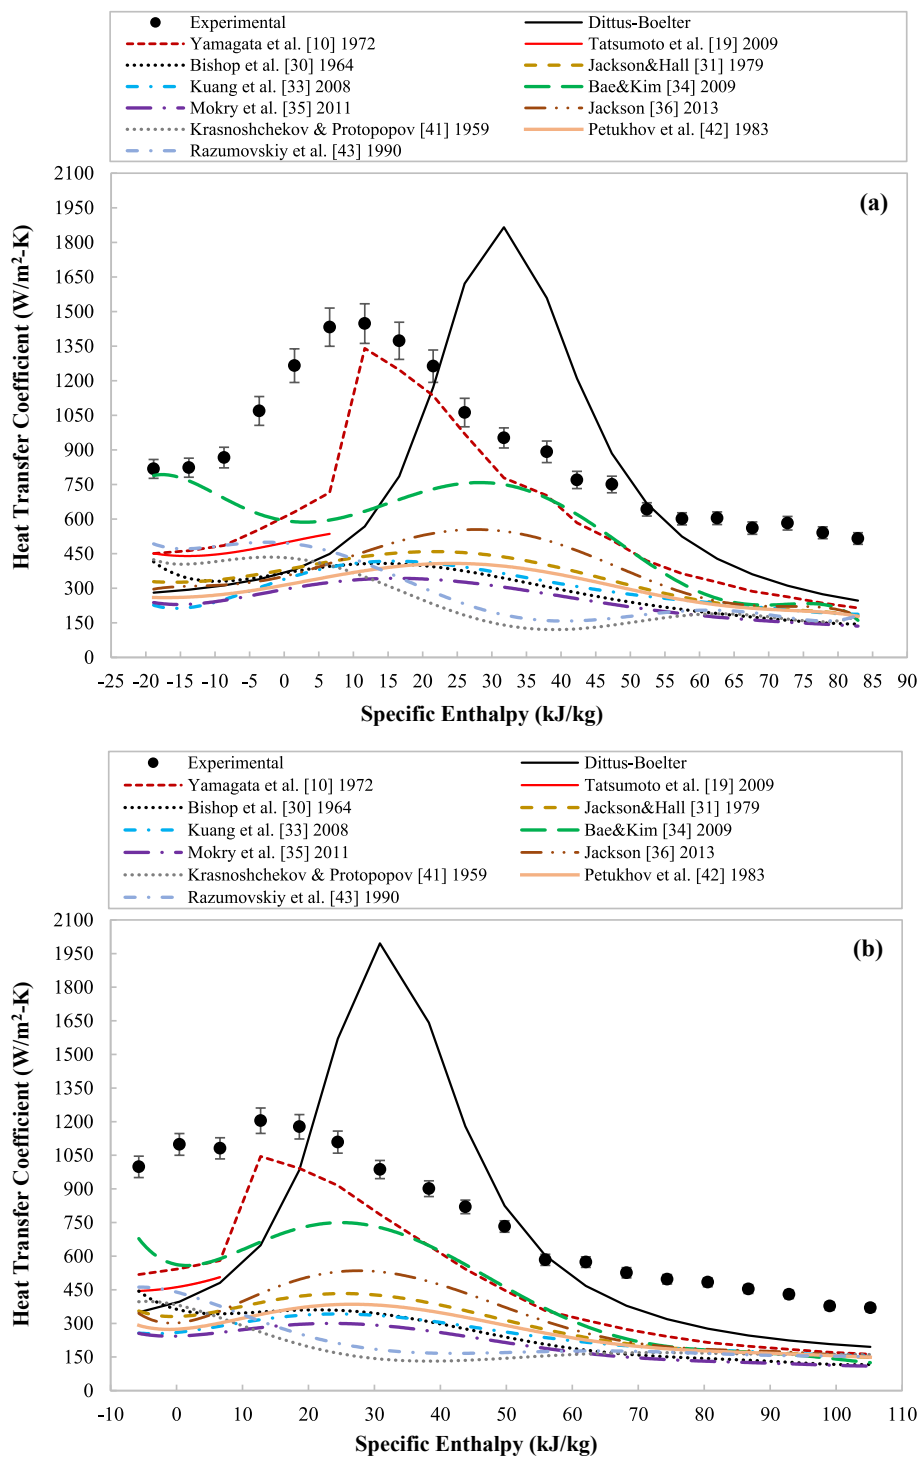 Experimental Dittus-Boelter
Yamagata et al. [10] 1972 Tatsumoto et al. [19] 2009
Bishop et al. [30] 1964 Jackson&Hall [31] 1979
Kuang et al. [33] 2008 Bae&Kim [34] 2009
Mokry et al. [35] 2011 Jackson [36] 2013
Krasnoshchekov & Protopopov [41] 1959 Petukhov et al. [42] 1983
Razumovskiy et al. [43] 1990
(a)
Heat Transfer Coefficient (W/m²-K)
2100
1950
1800
1650
1500
1350
1200
1050
900
750
600
450
300
150
0
-25 -20 -15 -10 -5 0 5 10 15 20 25 30 35 40 45 50 55 60 65 70 75 80 85 90
Specific Enthalpy (kJ/kg)
Experimental Dittus-Boelter
Yamagata et al. [10] 1972 Tatsumoto et al. [19] 2009
Bishop et al. [30] 1964 Jackson&Hall [31] 1979
Kuang et al. [33] 2008 Bae&Kim [34] 2009
Mokry et al. [35] 2011 Jackson [36] 2013
Krasnoshchekov & Protopopov [41] 1959 Petukhov et al. [42] 1983
Razumovskiy et al. [43] 1990
(b)
Heat Transfer Coefficient (W/m²-K)
2100
1950
1800
1650
1500
1350
1200
1050
900
750
600
450
300
150
0
-10 0 10 20 30 40 50 60 70 80 90 100 110
Specific Enthalpy (kJ/kg)